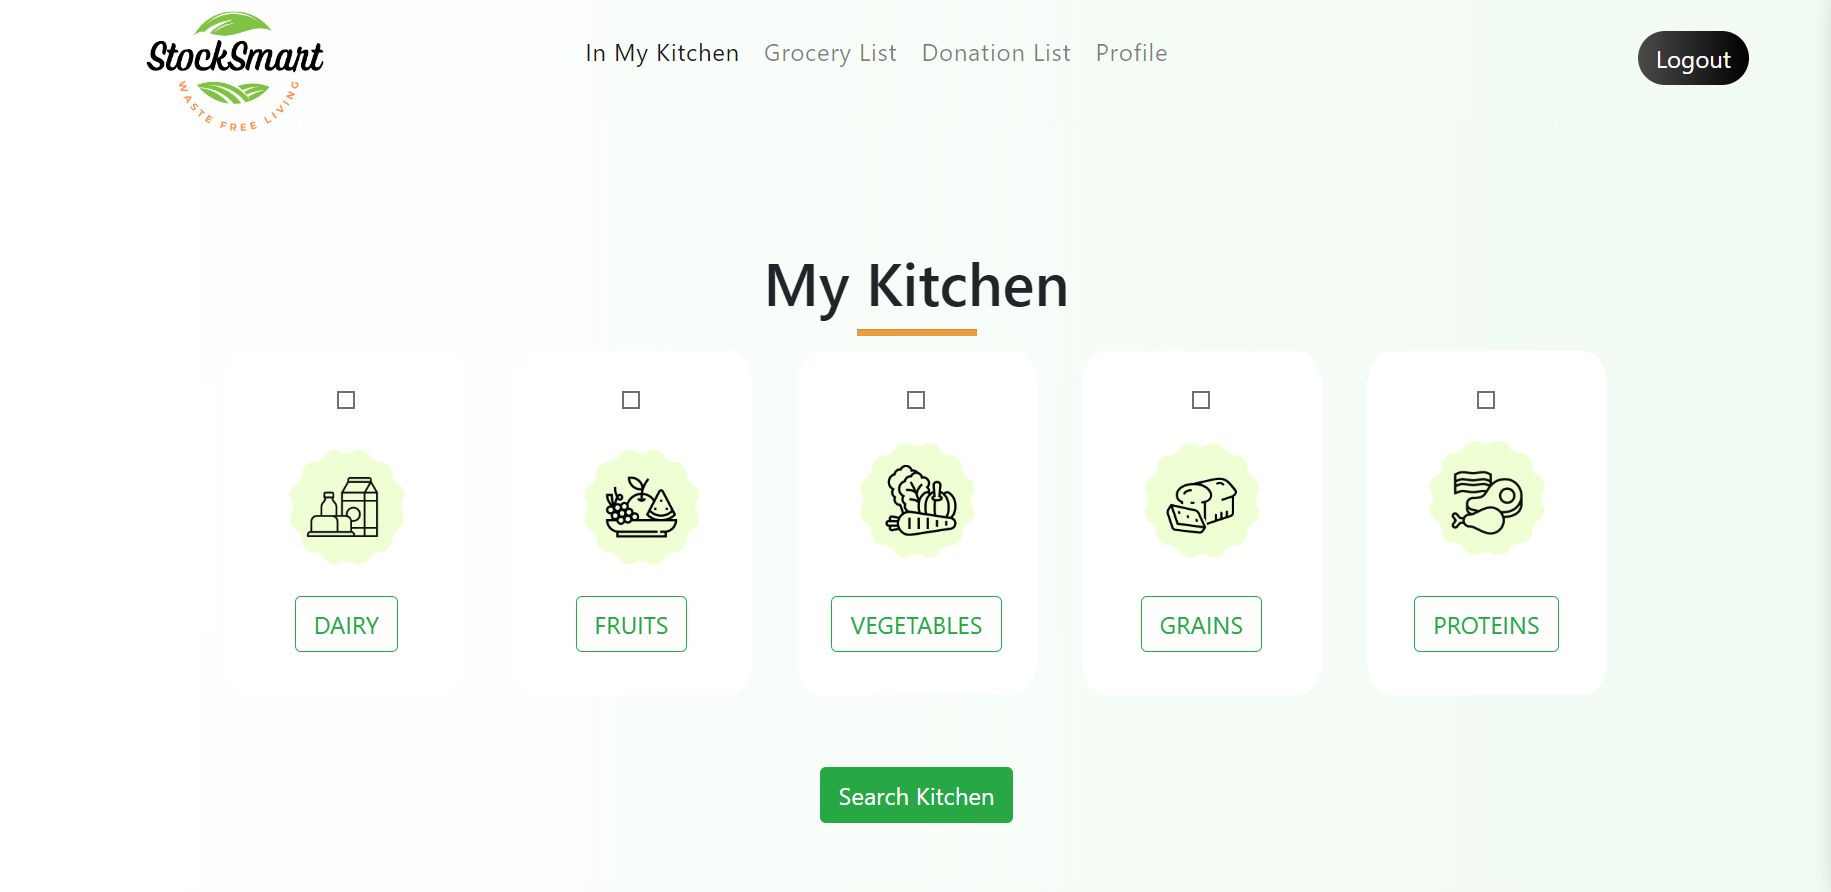 StockSmart
WASTE FREE LIVING
In My Kitchen Grocery List Donation List Profile
Logout
My Kitchen
DAIRY FRUITS VEGETABLES GRAINS PROTEINS
Search Kitchen